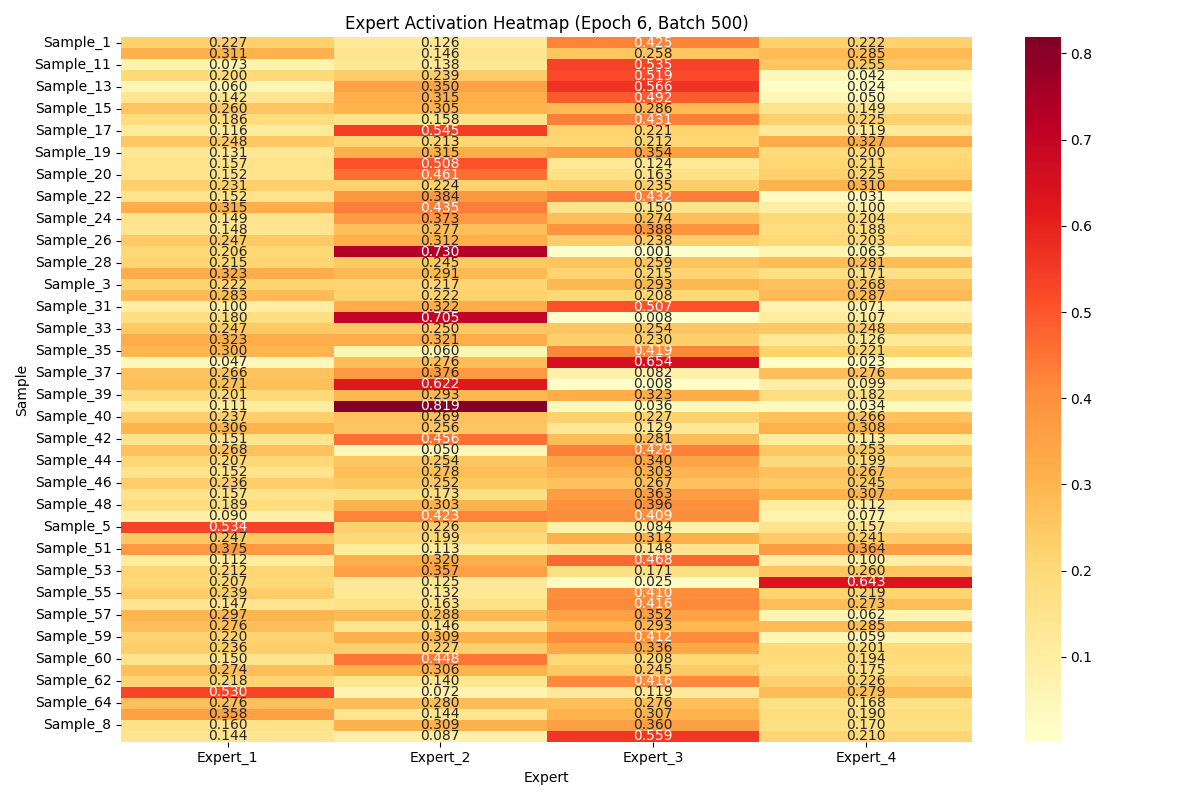 Expert Activation Heatmap (Epoch 6, Batch 500)
Sample_1 0.227 0.126 0.425 0.222
0.311 0.146 0.258 0.285
Sample_11 0.073 0.138 0.535 0.255
0.200 0.239 0.519 0.042
Sample_13 0.060 0.350 0.566 0.024
0.142 0.315 0.492 0.050
Sample_15 0.260 0.305 0.286 0.149
0.186 0.158 0.431 0.225
Sample_17 0.116 0.545 0.221 0.119
0.248 0.213 0.212 0.327
Sample_19 0.131 0.315 0.354 0.200
0.157 0.508 0.124 0.211
Sample_20 0.152 0.461 0.163 0.225
0.231 0.224 0.235 0.310
Sample_22 0.152 0.384 0.432 0.031
0.315 0.435 0.150 0.100
Sample_24 0.149 0.373 0.274 0.204
0.148 0.277 0.388 0.188
Sample_26 0.247 0.312 0.238 0.203
0.206 0.730 0.001 0.063
Sample_28 0.215 0.245 0.259 0.281
0.323 0.291 0.215 0.171
Sample_3 0.222 0.217 0.293 0.268
0.283 0.222 0.208 0.287
Sample_31 0.100 0.322 0.507 0.071
0.180 0.705 0.008 0.107
Sample_33 0.247 0.250 0.254 0.248
0.323 0.321 0.230 0.126
Sample_35 0.300 0.060 0.419 0.221
0.047 0.276 0.654 0.023
Sample_37 0.266 0.376 0.082 0.276
0.271 0.622 0.008 0.099
Sample_39 0.201 0.293 0.323 0.182
0.111 0.819 0.036 0.034
Sample_40 0.237 0.269 0.227 0.266
0.306 0.256 0.129 0.308
Sample_42 0.151 0.456 0.281 0.113
0.268 0.050 0.429 0.253
Sample_44 0.207 0.254 0.340 0.199
0.152 0.278 0.303 0.267
Sample_46 0.236 0.252 0.267 0.245
0.157 0.173 0.363 0.307
Sample_48 0.189 0.303 0.396 0.112
0.090 0.423 0.409 0.077
Sample_5 0.534 0.226 0.084 0.157
0.247 0.199 0.312 0.241
Sample_51 0.375 0.113 0.148 0.364
0.112 0.320 0.468 0.100
Sample_53 0.212 0.357 0.171 0.260
0.207 0.125 0.025 0.643
Sample_55 0.239 0.132 0.410 0.219
0.147 0.163 0.416 0.273
Sample_57 0.297 0.288 0.352 0.062
0.276 0.146 0.293 0.285
Sample_59 0.220 0.309 0.412 0.059
0.236 0.227 0.336 0.201
Sample_60 0.150 0.448 0.208 0.194
0.274 0.306 0.245 0.175
Sample_62 0.218 0.140 0.416 0.226
0.530 0.072 0.119 0.279
Sample_64 0.276 0.280 0.276 0.168
0.358 0.144 0.307 0.190
Sample_8 0.160 0.309 0.360 0.170
0.144 0.087 0.559 0.210
Expert_1 Expert_2 Expert_3 Expert_4
Expert
Sample
0.8
0.7
0.6
0.5
0.4
0.3
0.2
0.1